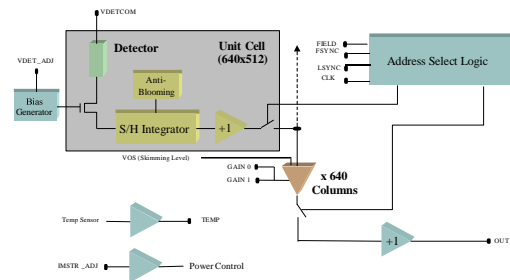 VDETCOM
Detector
Unit Cell
(640x512)
VDET_ADJ
Anti-
Blooming
Bias
Generator
S/H Integrator
+1
FIELD
FSYNC
LSYNC
CLK
Address Select Logic
VOS (Skimming Level)
GAIN 0
GAIN 1
x 640
Columns
Temp Sensor
TEMP
+1
OUT
IMSTR_ADJ
Power Control